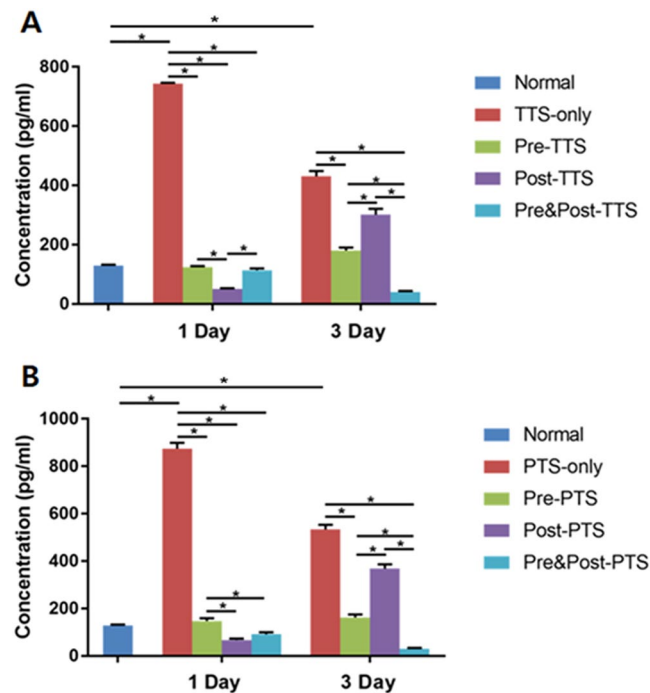 A
*
*
*
*
*
800
600
400
200
0
Concentration (pg/ml)
*
*
*
*
*
*
*
1 Day
3 Day
Normal
TTS-only
Pre-TTS
Post-TTS
Pre&Post-TTS
B
*
*
*
*
*
1000
800
600
400
200
0
Concentration (pg/ml)
*
*
*
*
*
*
*
1 Day
3 Day
Normal
PTS-only
Pre-PTS
Post-PTS
Pre&Post-PTS